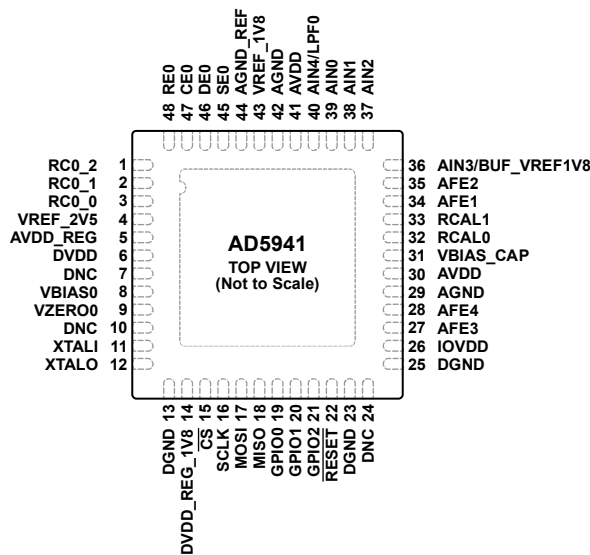 48 RE0
47 CE0
46 DE0
45 SE0
44 AGND_REF
43 VREF_1V8
42 AGND
41 AVDD
40 AIN4/LPF0
39 AIN0
38 AIN1
37 AIN2
RC0_2 1
RC0_1 2
RC0_0 3
VREF_2V5 4
AVDD_REG 5
DVDD 6
DNC 7
VBIAS0 8
VZERO0 9
DNC 10
XTALI 11
XTALO 12
AD5941
TOP VIEW
(Not to Scale)
36 AIN3/BUF_VREF1V8
35 AFE2
34 AFE1
33 RCAL1
32 RCAL0
31 VBIAS_CAP
30 AVDD
29 AGND
28 AFE4
27 AFE3
26 IOVDD
25 DGND
DGND 13
DVDD_REG_1V8 14
CS 15
SCLK 16
MOSI 17
MISO 18
GPIO0 19
GPIO1 20
GPIO2 21
RESET 22
DGND 23
DNC 24